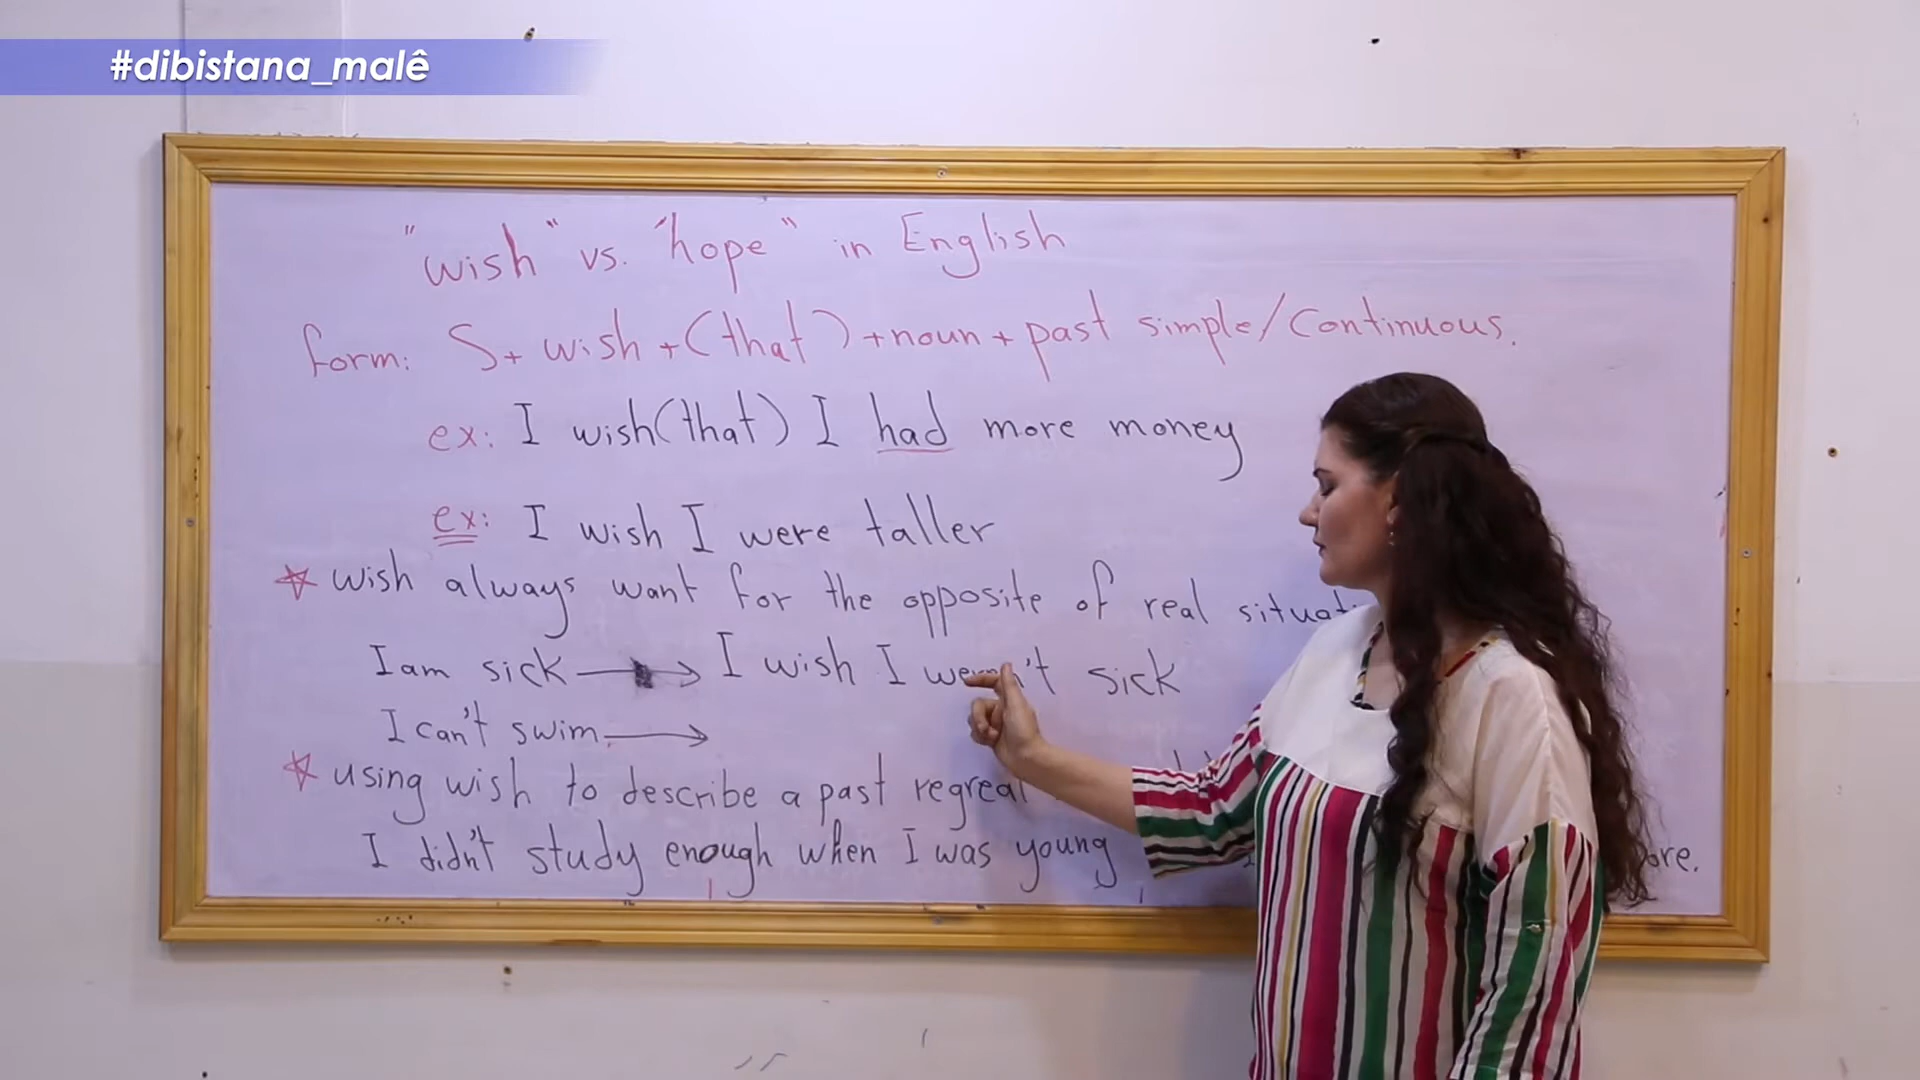 #dibistana_malê
"wish" vs. "hope" in English
form: S + wish + (that) + noun + past simple/continuous.
ex: I wish (that) I had more money
ex: I wish I were taller
wish always want for the opposite of real
I am sick → I wish I weren't sick
I can't swim. →
using wish to describe a past regreal
I didn't study enough when I was young